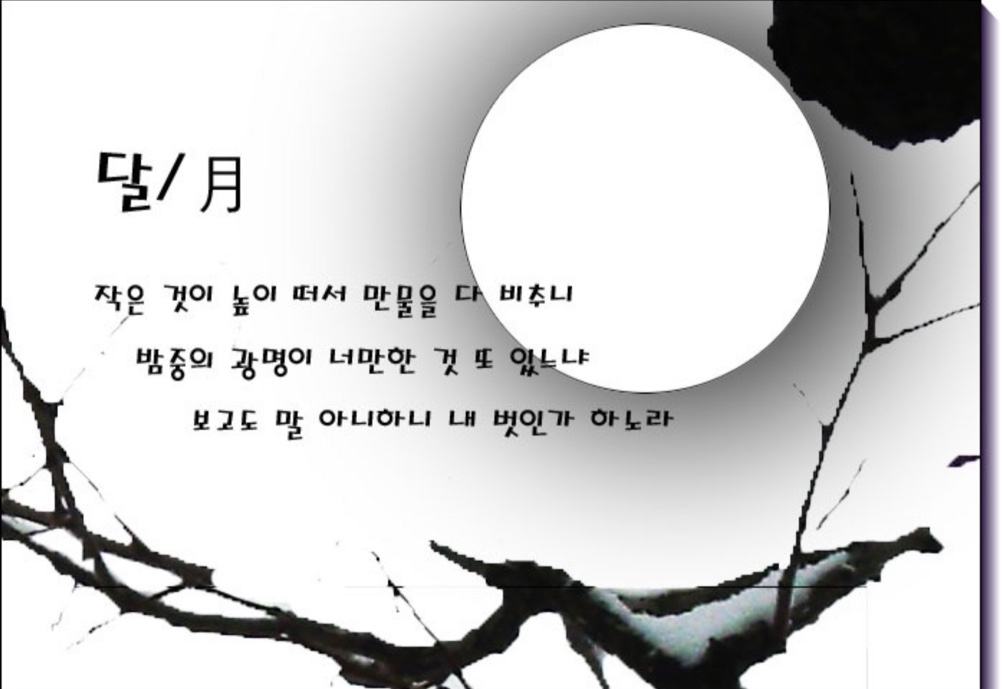 달/月
작은 것이 높이 떠서 만물을 다 비추니
밤중의 광명이 너만한 것 또 있느냐
보고도 말 아니하니 내 벗인가 하노라